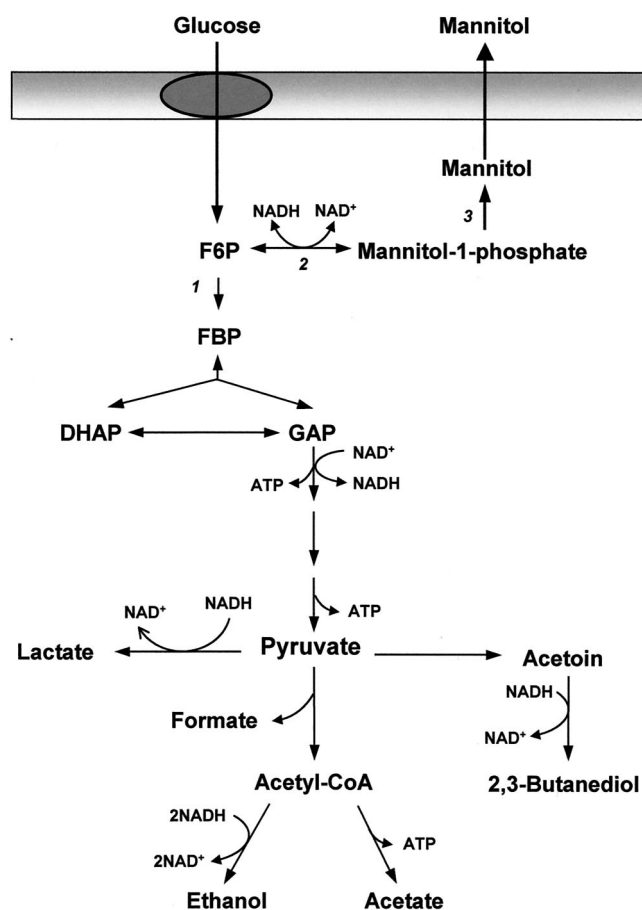 Glucose
Mannitol
Mannitol
3
NADH NAD+
F6P
2
Mannitol-1-phosphate
1
FBP
DHAP
GAP
NAD+
ATP
NADH
ATP
NADH
NAD+
Lactate
Pyruvate
Acetoin
NADH
NAD+
Formate
2,3-Butanediol
Acetyl-CoA
2NADH
2NAD+
ATP
Ethanol
Acetate